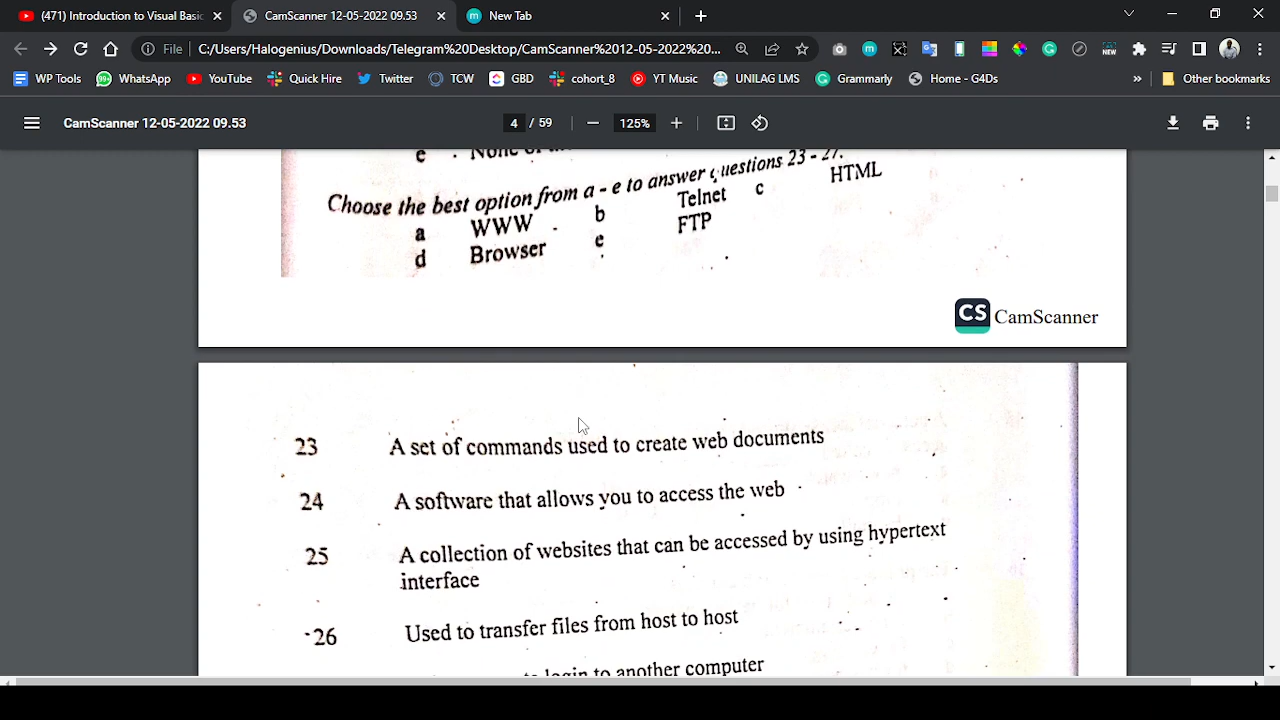 (471) Introduction to Visual Basic
CamScanner 12-05-2022 09.53
New Tab
File
C:/Users/Halogenius/Downloads/Telegram%20Desktop/CamScanner%2012-05-2022%20...
WP Tools
WhatsApp
YouTube
Quick Hire
Twitter
TCW
GBD
cohort_8
YT Music
UNILAG LMS
Grammarly
Home - G4Ds
»
Other bookmarks
CamScanner 12-05-2022 09.53
4 / 59
125%
e None of
Choose the best option from a - e to answer questions 23 - 27.
a WWW b Telnet c HTML
d Browser e FTP
CS CamScanner
23 A set of commands used to create web documents
24 A software that allows you to access the web
25 A collection of websites that can be accessed by using hypertext
interface
26 Used to transfer files from host to host
to login to another computer